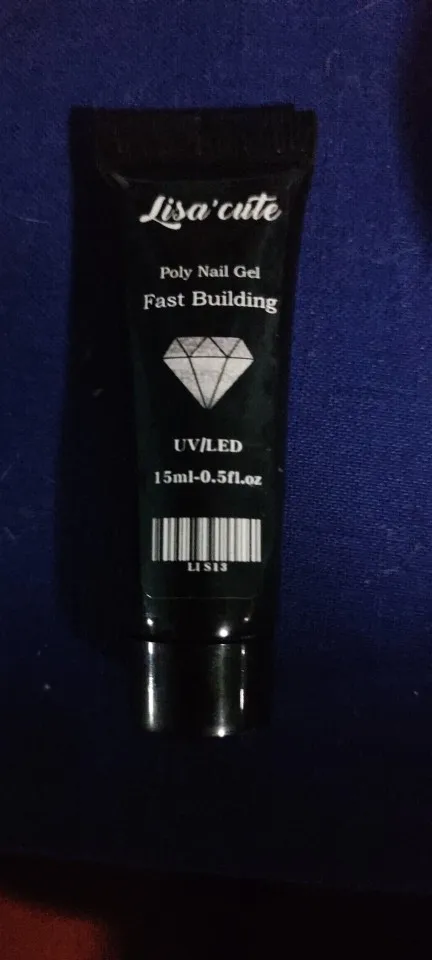 Lisa'cute
Poly Nail Gel
Fast Building
UV/LED
15ml-0.5fl.oz
LI S13